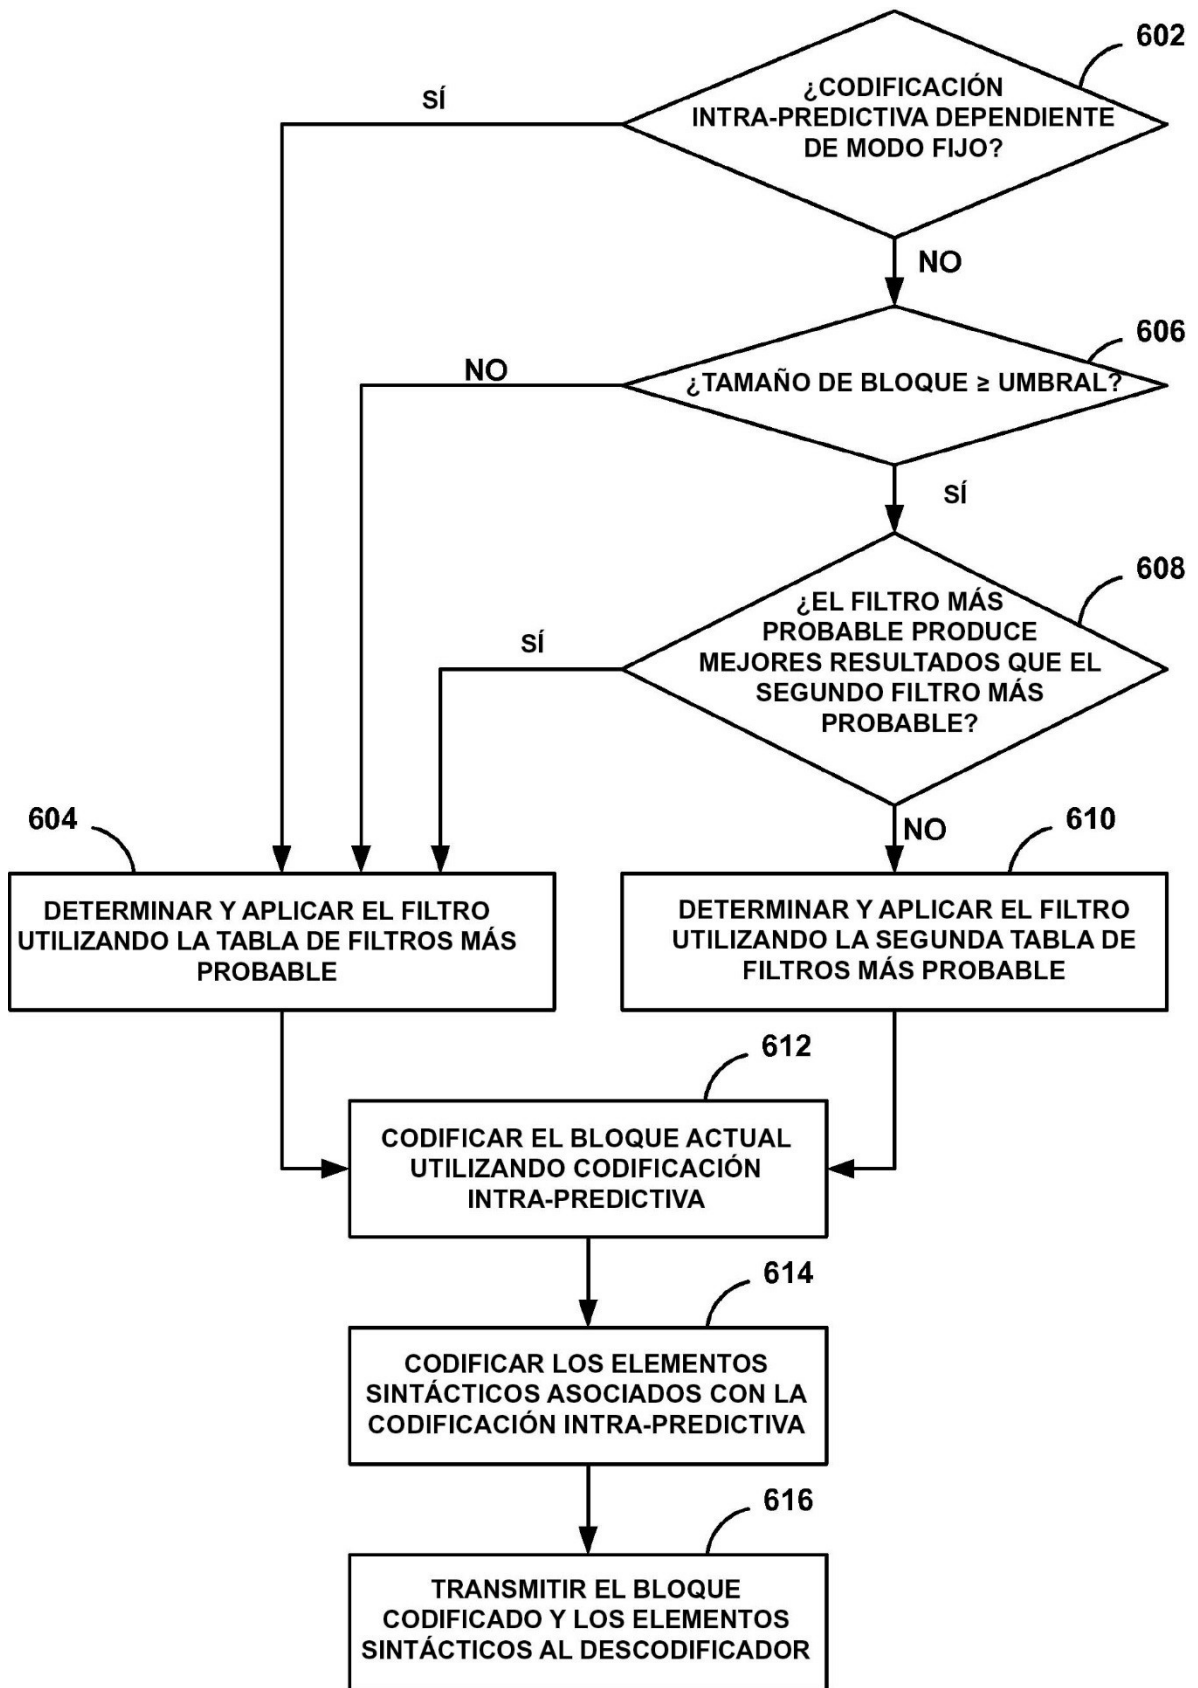 602
¿CODIFICACIÓN
INTRA-PREDICTIVA DEPENDIENTE
DE MODO FIJO?
SÍ
NO
606
¿TAMAÑO DE BLOQUE ≥ UMBRAL?
NO
SÍ
608
¿EL FILTRO MÁS
PROBABLE PRODUCE
MEJORES RESULTADOS QUE EL
SEGUNDO FILTRO MÁS
PROBABLE?
SÍ
NO
604
DETERMINAR Y APLICAR EL FILTRO
UTILIZANDO LA TABLA DE FILTROS MÁS
PROBABLE
610
DETERMINAR Y APLICAR EL FILTRO
UTILIZANDO LA SEGUNDA TABLA DE
FILTROS MÁS PROBABLE
612
CODIFICAR EL BLOQUE ACTUAL
UTILIZANDO CODIFICACIÓN
INTRA-PREDICTIVA
614
CODIFICAR LOS ELEMENTOS
SINTÁCTICOS ASOCIADOS CON LA
CODIFICACIÓN INTRA-PREDICTIVA
616
TRANSMITIR EL BLOQUE
CODIFICADO Y LOS ELEMENTOS
SINTÁCTICOS AL DESCODIFICADOR